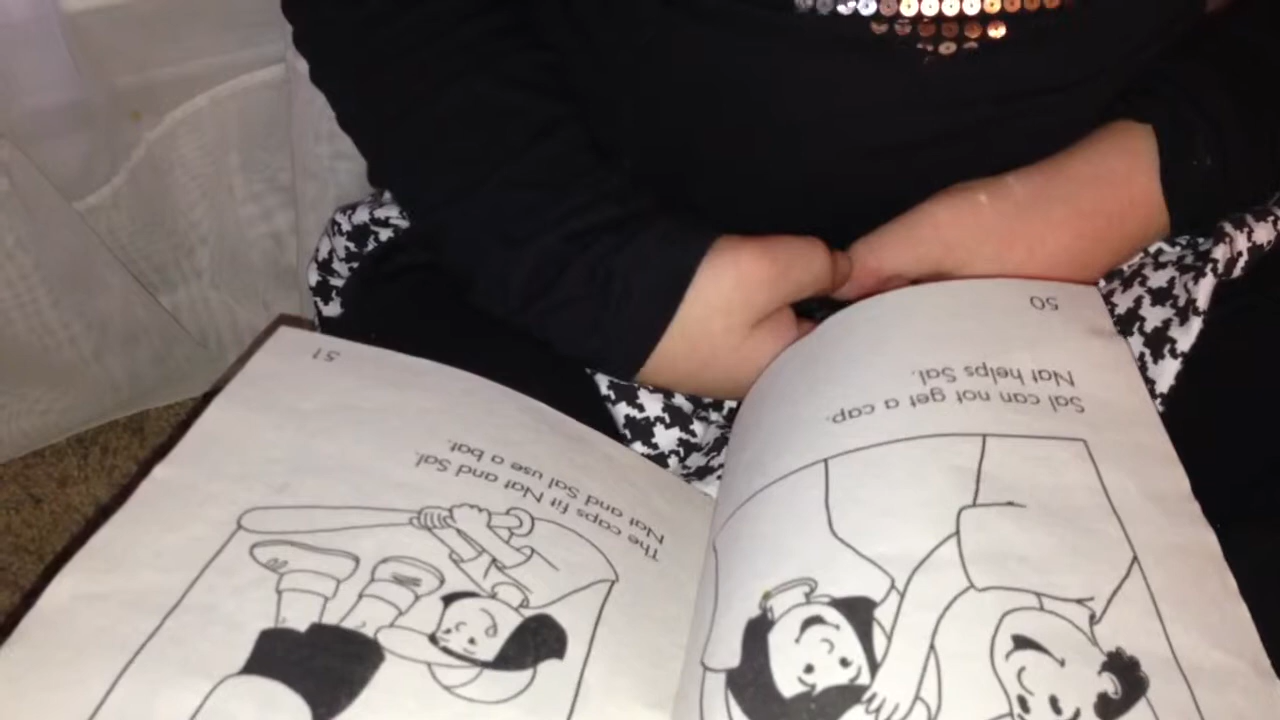 Sal can not get a cap.
Nat helps Sal.
50
The caps fit Nat and Sal.
Nat and Sal use a bat.
51